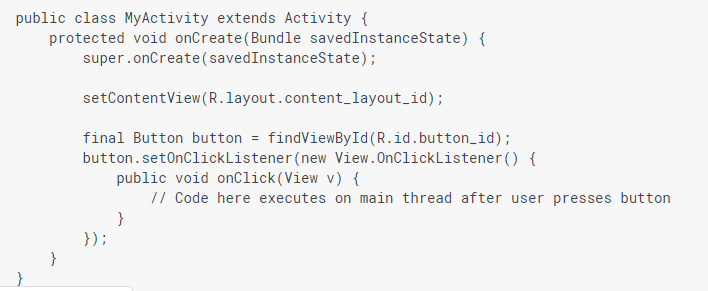 public class MyActivity extends Activity {
    protected void onCreate(Bundle savedInstanceState) {
        super.onCreate(savedInstanceState);

        setContentView(R.layout.content_layout_id);

        final Button button = findViewById(R.id.button_id);
        button.setOnClickListener(new View.OnClickListener() {
            public void onClick(View v) {
                // Code here executes on main thread after user presses button
            }
        });
    }
}